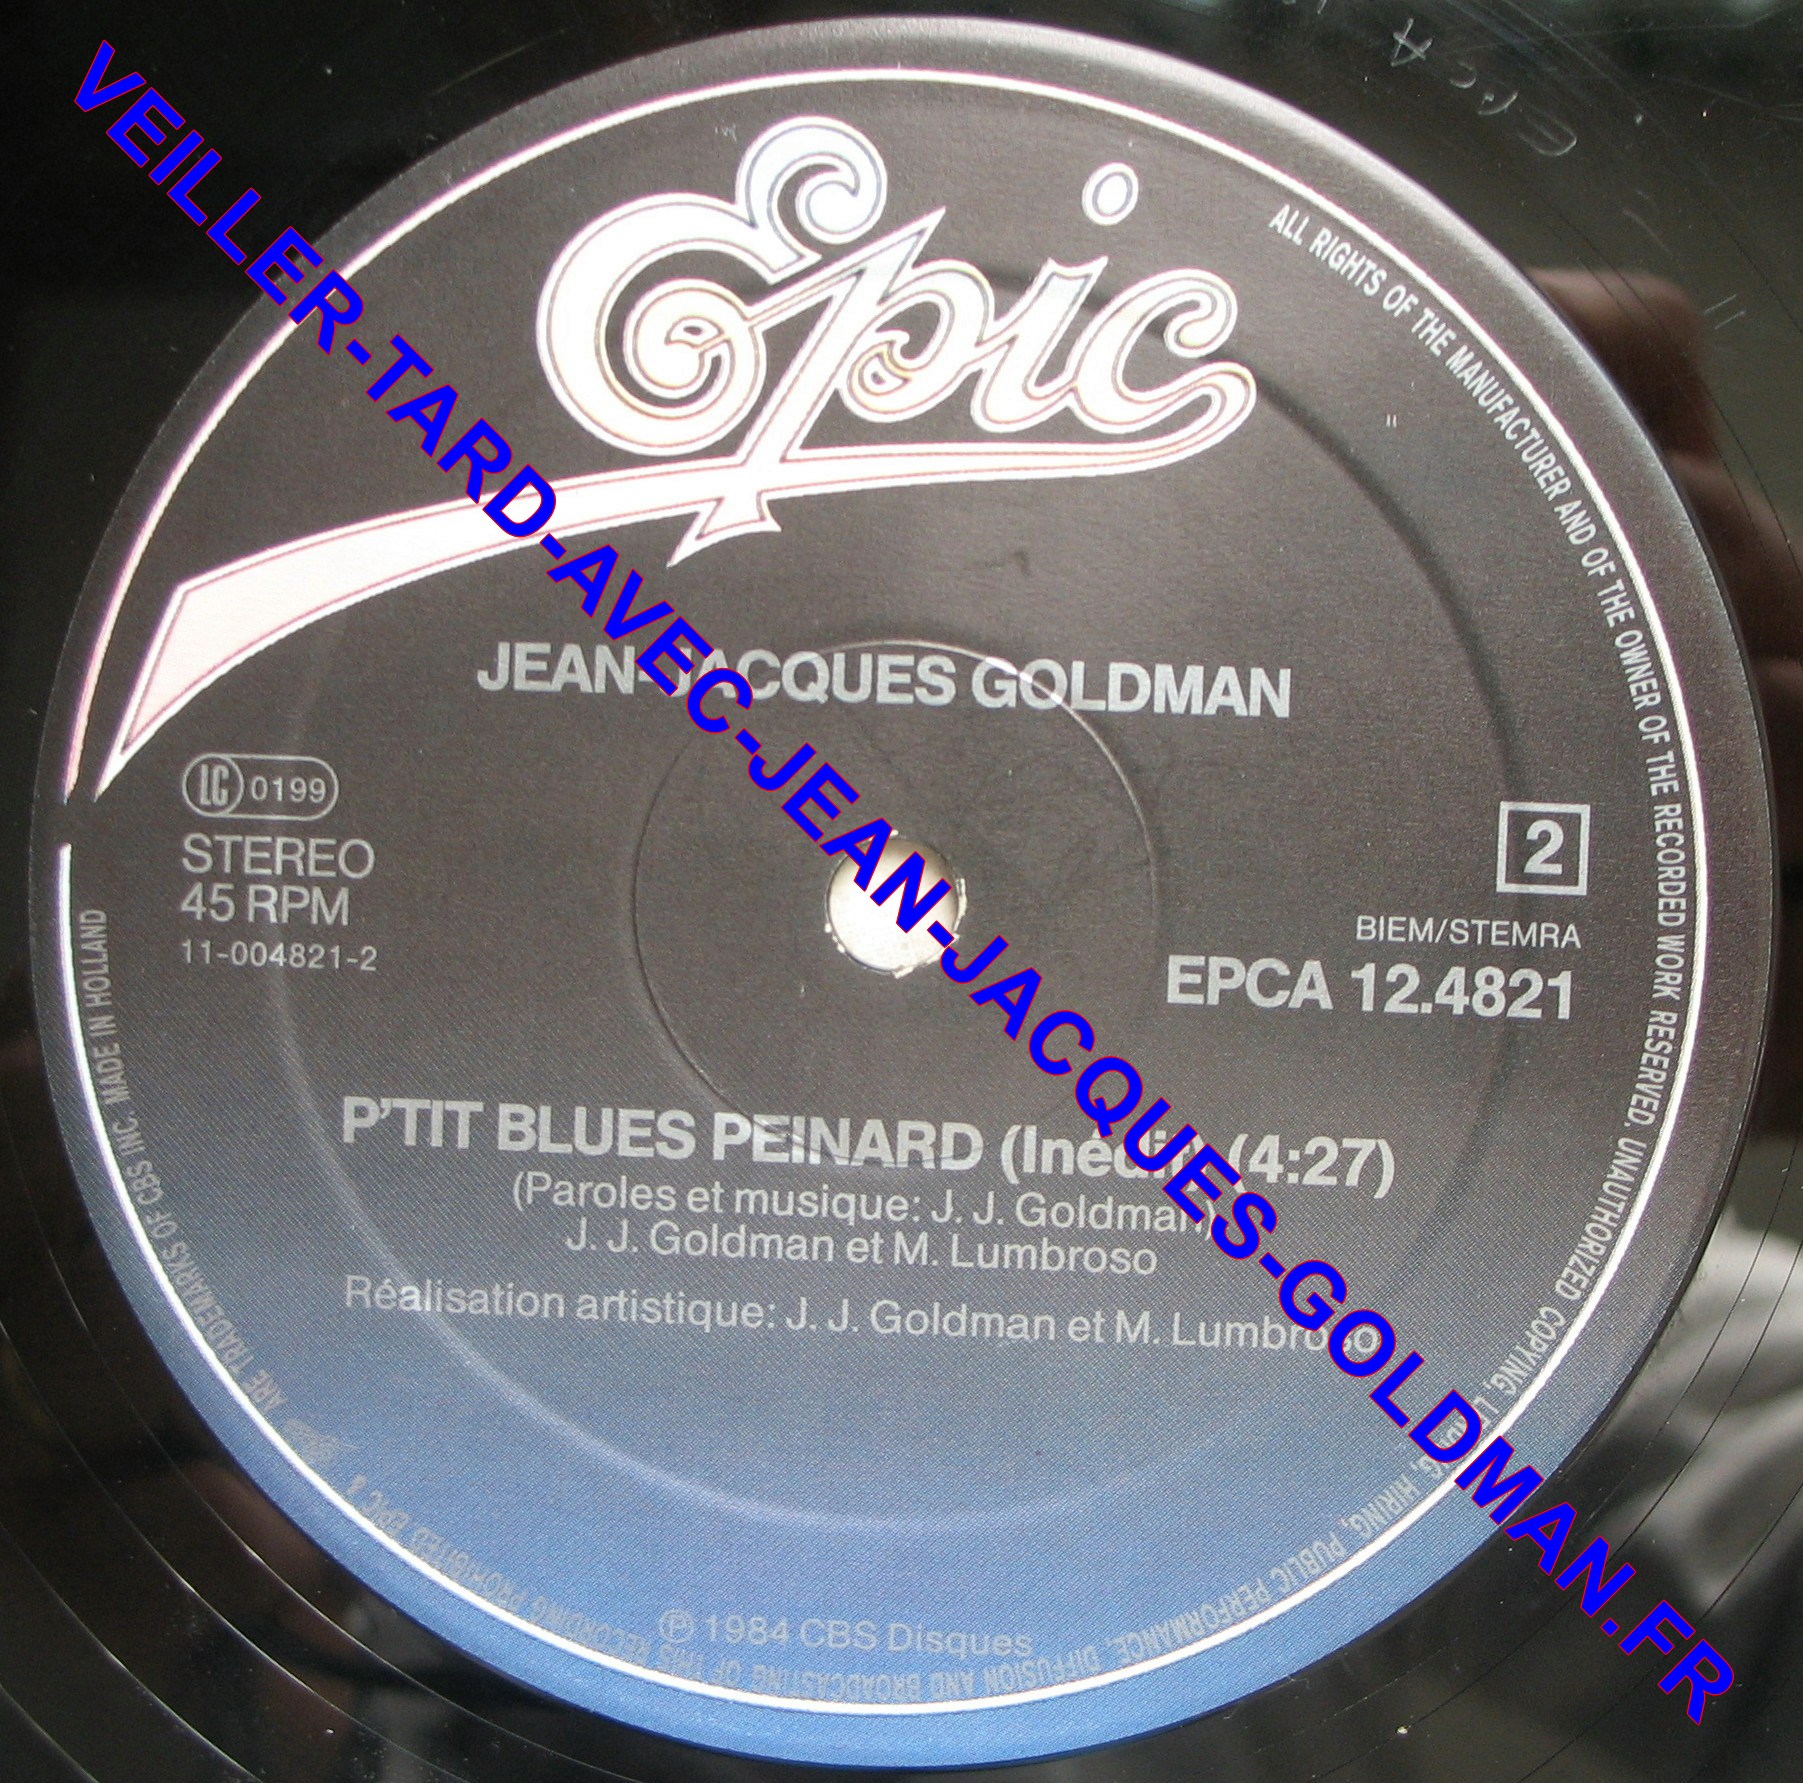 VEILLER-TARD-AVEC-JEAN-JACQUES-GOLDMAN.FR
Epic
JEAN-JACQUES GOLDMAN
LC 0199
STEREO
45 RPM
11-004821-2
2
BIEM/STEMRA
EPCA 12.4821
P'TIT BLUES PEINARD (Inédit) (4:27)
(Paroles et musique: J. J. Goldman)
J. J. Goldman et M. Lumbroso
Réalisation artistique: J. J. Goldman et M. Lumbroso
℗ 1984 CBS Disques
ALL RIGHTS OF THE MANUFACTURER AND OF THE OWNER OF THE RECORDED WORK RESERVED. UNAUTHORIZED COPYING, LENDING, HIRING, PUBLIC PERFORMANCE, DIFFUSION AND BROADCASTING OF THIS RECORDING PROHIBITED EPIC & Epic ARE TRADEMARKS OF CBS INC. MADE IN HOLLAND